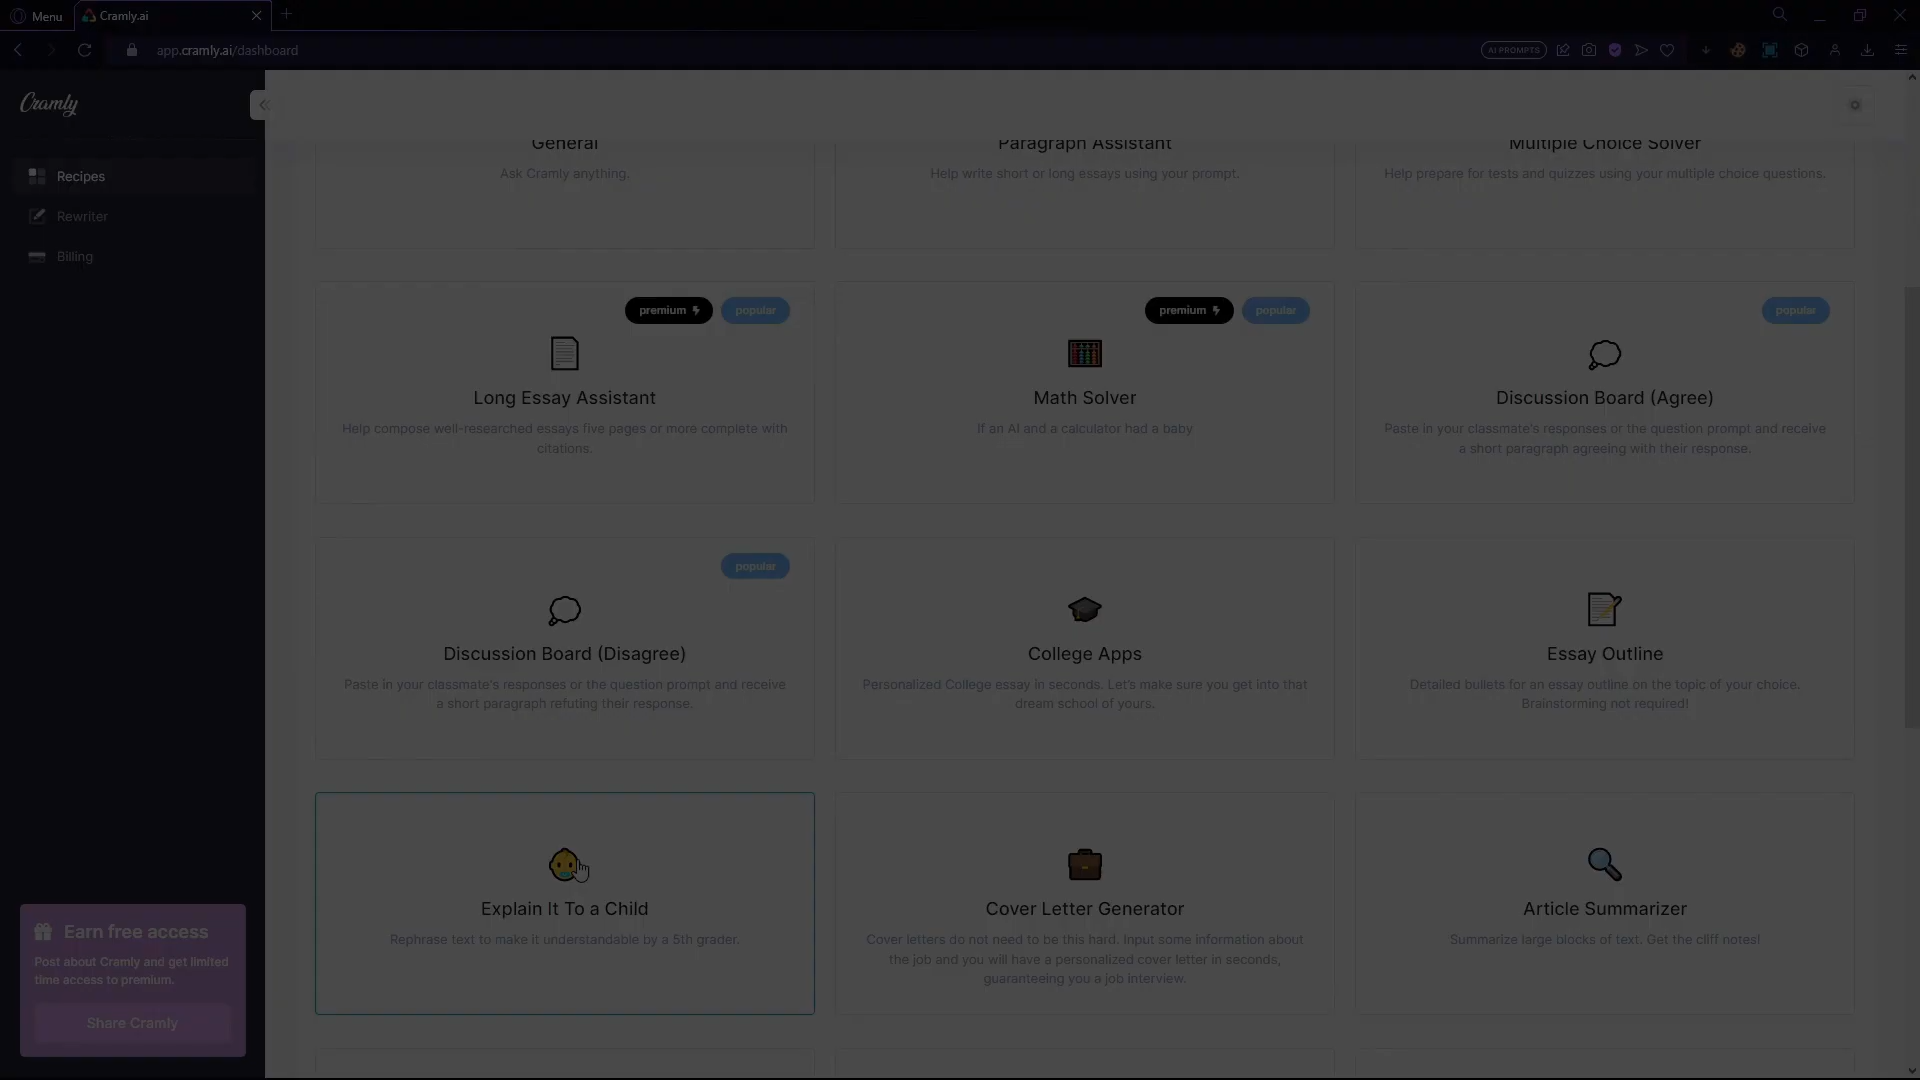 Menu
Cramly.ai
app.cramly.ai/dashboard
AI PROMPTS
Cramly
Recipes
Rewriter
Billing
General
Ask Cramly anything.
Paragraph Assistant
Help write short or long essays using your prompt.
Multiple Choice Solver
Help prepare for tests and quizzes using your multiple choice questions.
premium popular
Long Essay Assistant
Help compose well-researched essays five pages or more complete with
citations.
premium popular
Math Solver
If an AI and a calculator had a baby
popular
Discussion Board (Agree)
Paste in your classmate's responses or the question prompt and receive
a short paragraph agreeing with their response.
popular
Discussion Board (Disagree)
Paste in your classmate's responses or the question prompt and receive
a short paragraph refuting their response.
College Apps
Personalized College essay in seconds. Let's make sure you get into that
dream school of yours.
Essay Outline
Detailed bullets for an essay outline on the topic of your choice.
Brainstorming not required!
Explain It To a Child
Rephrase text to make it understandable by a 5th grader.
Cover Letter Generator
Cover letters do not need to be this hard. Input some information about
the job and you will have a personalized cover letter in seconds,
guaranteeing you a job interview.
Article Summarizer
Summarize large blocks of text. Get the cliff notes!
Earn free access
Post about Cramly and get limited
time access to premium.
Share Cramly